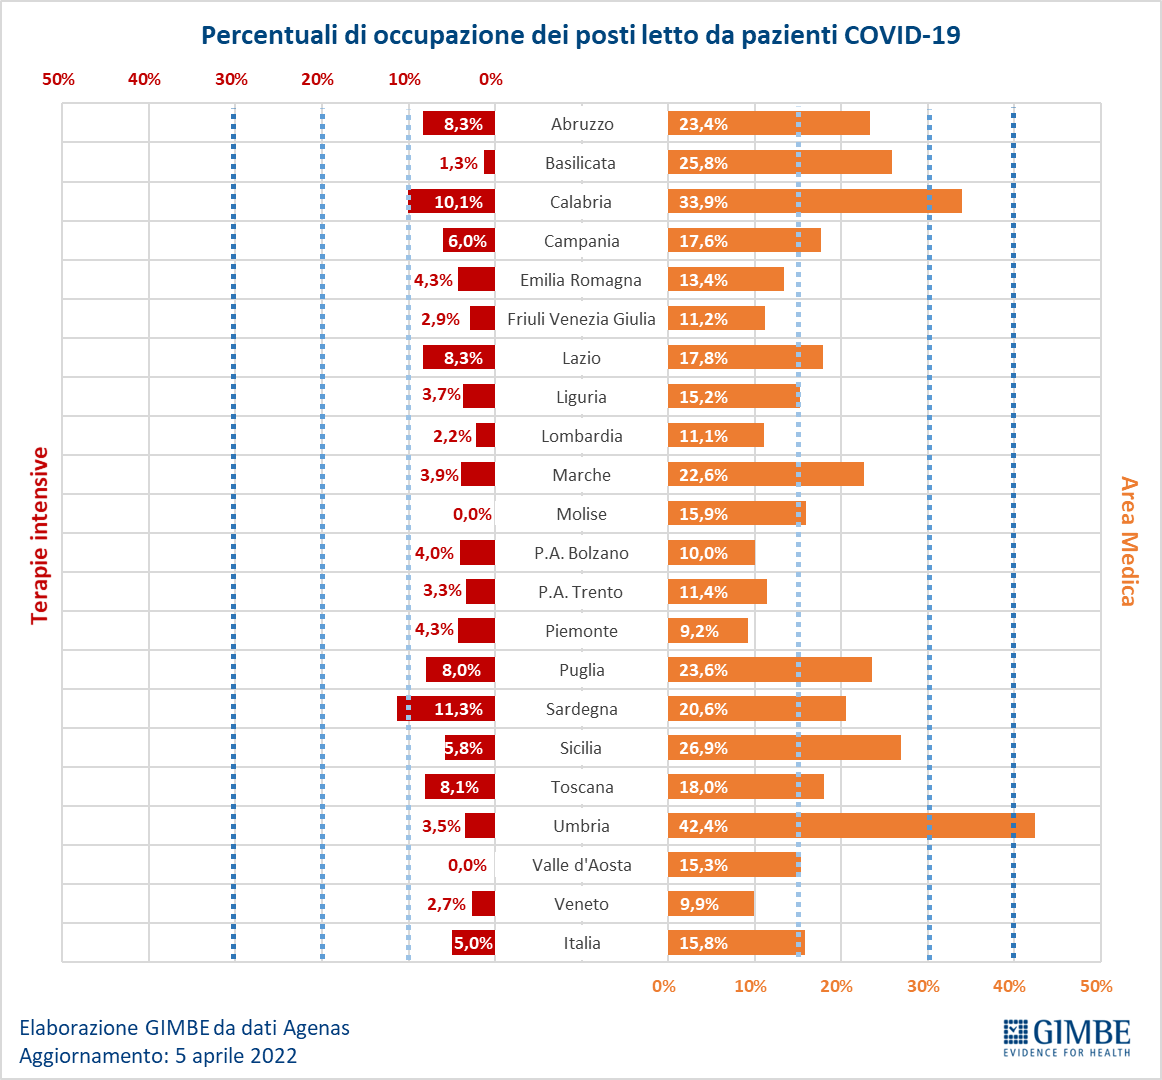 Percentuali di occupazione dei posti letto da pazienti COVID-19
50% 40% 30% 20% 10% 0%
8,3% Abruzzo 23,4%
1,3% Basilicata 25,8%
10,1% Calabria 33,9%
6,0% Campania 17,6%
4,3% Emilia Romagna 13,4%
2,9% Friuli Venezia Giulia 11,2%
8,3% Lazio 17,8%
3,7% Liguria 15,2%
2,2% Lombardia 11,1%
3,9% Marche 22,6%
0,0% Molise 15,9%
4,0% P.A. Bolzano 10,0%
3,3% P.A. Trento 11,4%
4,3% Piemonte 9,2%
8,0% Puglia 23,6%
11,3% Sardegna 20,6%
5,8% Sicilia 26,9%
8,1% Toscana 18,0%
3,5% Umbria 42,4%
0,0% Valle d'Aosta 15,3%
2,7% Veneto 9,9%
5,0% Italia 15,8%
0% 10% 20% 30% 40% 50%
Terapie intensive
Area Medica
Elaborazione GIMBE da dati Agenas
Aggiornamento: 5 aprile 2022
GIMBE
EVIDENCE FOR HEALTH